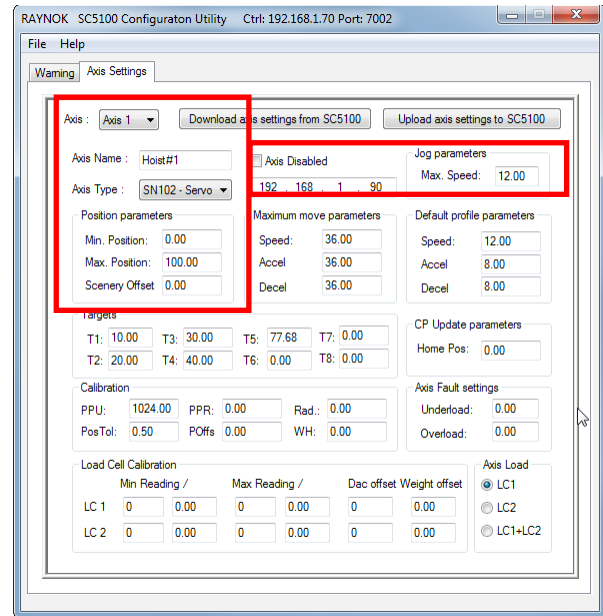 RAYNOK SC5100 Configuraton Utility Ctrl: 192.168.1.70 Port: 7002
File Help
Warning Axis Settings
Axis : Axis 1 Download axis settings from SC5100 Upload axis settings to SC5100
Axis Name : Hoist#1 Axis Disabled Jog parameters
Max. Speed: 12.00
Axis Type : SN102 - Servo 192 . 168 . 1 . 90
Position parameters Maximum move parameters Default profile parameters
Min. Position: 0.00 Speed: 36.00 Speed: 12.00
Max. Position: 100.00 Accel 36.00 Accel 8.00
Scenery Offset 0.00 Decel 36.00 Decel 8.00
Targets CP Update parameters
T1: 10.00 T3: 30.00 T5: 77.68 T7: 0.00
Home Pos: 0.00
T2: 20.00 T4: 40.00 T6: 0.00 T8: 0.00
Calibration Axis Fault settings
PPU: 1024.00 PPR: 0.00 Rad.: 0.00 Underload: 0.00
PosTol: 0.50 POffs 0.00 WH: 0.00 Overload: 0.00
Load Cell Calibration Axis Load
Min Reading / Max Reading / Dac offset Weight offset LC1
LC 1 0 0.00 0 0.00 0 0.00 LC2
LC 2 0 0.00 0 0.00 0 0.00 LC1+LC2